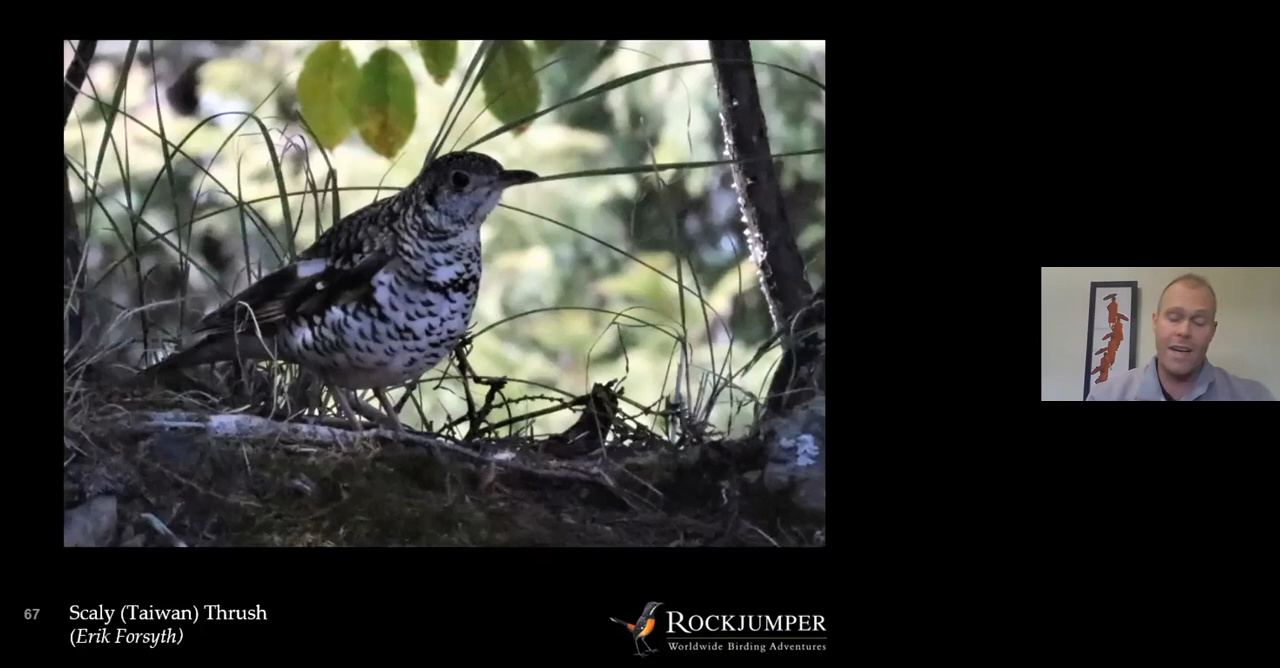 67
Scaly (Taiwan) Thrush
(Erik Forsyth)
ROCKJUMPER
Worldwide Birding Adventures